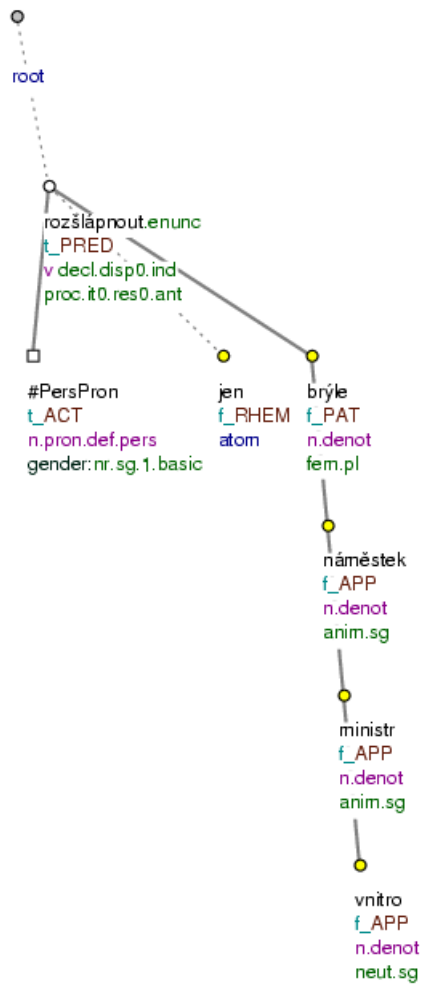 root
rozšlápnout.enunc
t_PRED
v decl.disp0.ind
proc.it0.res0.ant
#PersPron
t_ACT
n.pron.def.pers
gender:nr.sg.1.basic
jen
f_RHEM
atom
brýle
f_PAT
n.denot
fem.pl
náměstek
f_APP
n.denot
anim.sg
ministr
f_APP
n.denot
anim.sg
vnitro
f_APP
n.denot
neut.sg